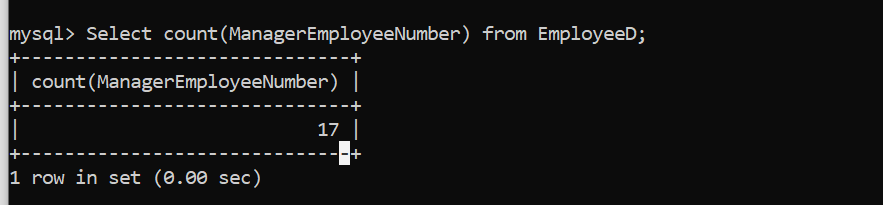 mysql> Select count(ManagerEmployeeNumber) from EmployeeD;
+------------------------------+
| count(ManagerEmployeeNumber) |
+------------------------------+
|                           17 |
+------------------------------+
1 row in set (0.00 sec)